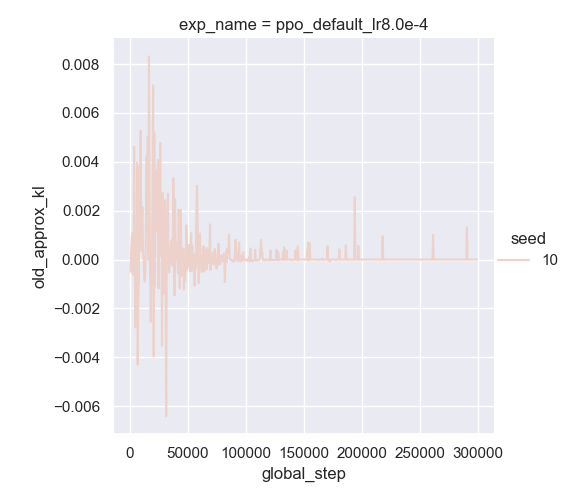 exp_name = ppo_default_lr8.0e-4
0.008
0.006
0.004
0.002
0.000
−0.002
−0.004
−0.006
old_approx_kl
0 50000 100000 150000 200000 250000 300000
global_step
seed
10